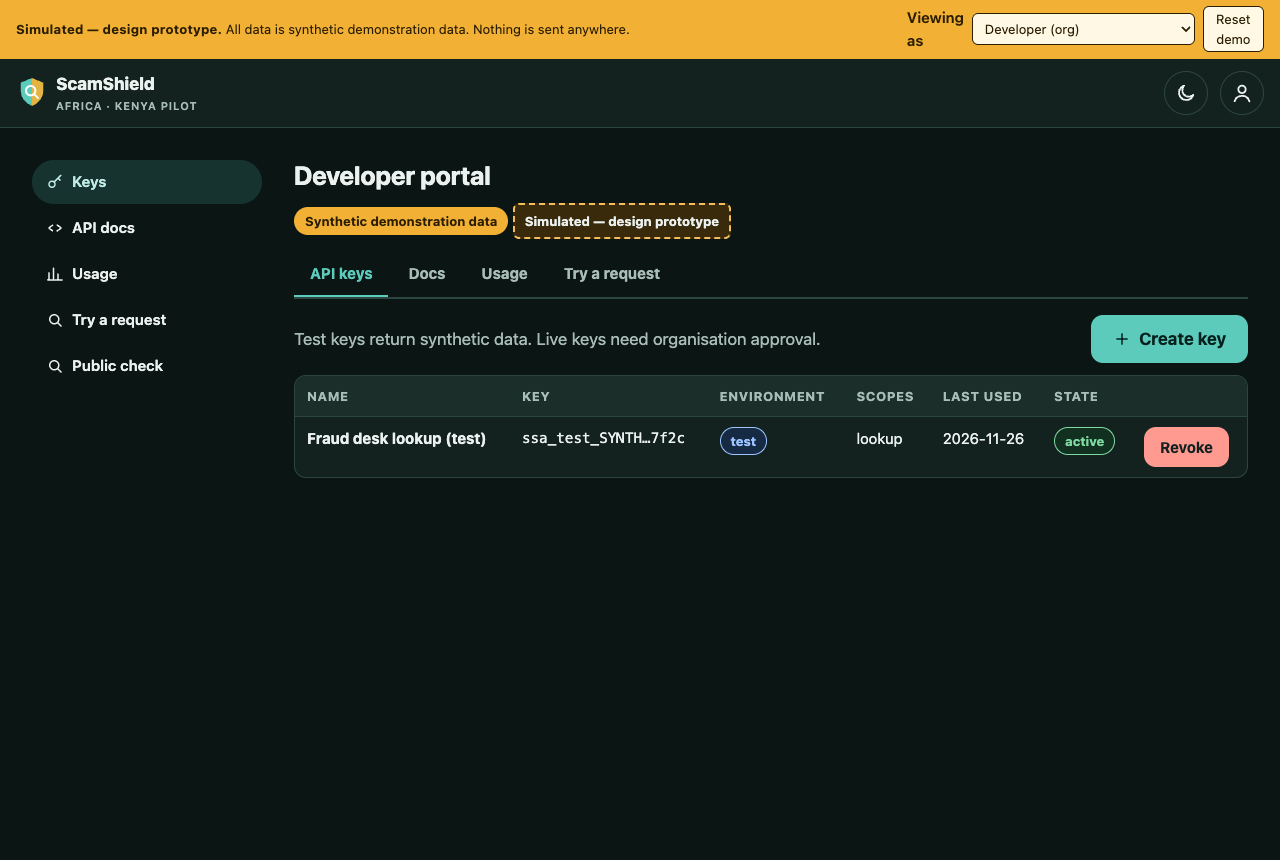 Simulated — design prototype. All data is synthetic demonstration data. Nothing is sent anywhere.
Viewing as
Developer (org)
Reset demo
ScamShield
AFRICA · KENYA PILOT
Keys
API docs
Usage
Try a request
Public check
Developer portal
Synthetic demonstration data
Simulated — design prototype
API keys Docs Usage Try a request
Test keys return synthetic data. Live keys need organisation approval.
+ Create key
NAME KEY ENVIRONMENT SCOPES LAST USED STATE
Fraud desk lookup (test) ssa_test_SYNTH…7f2c test lookup 2026-11-26 active Revoke